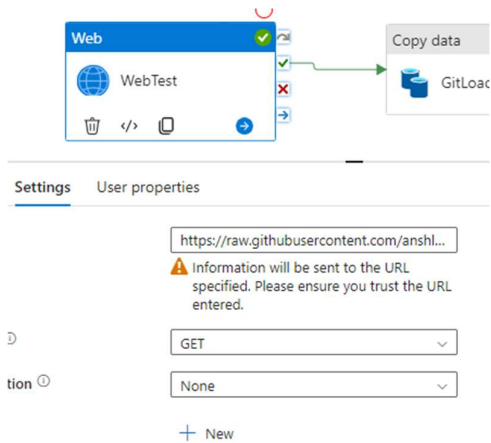 Web
Copy data
WebTest
GitLoad
</>
Settings User properties
https://raw.githubusercontent.com/anshl...
Information will be sent to the URL
specified. Please ensure you trust the URL
entered.
GET
tion
None
+ New